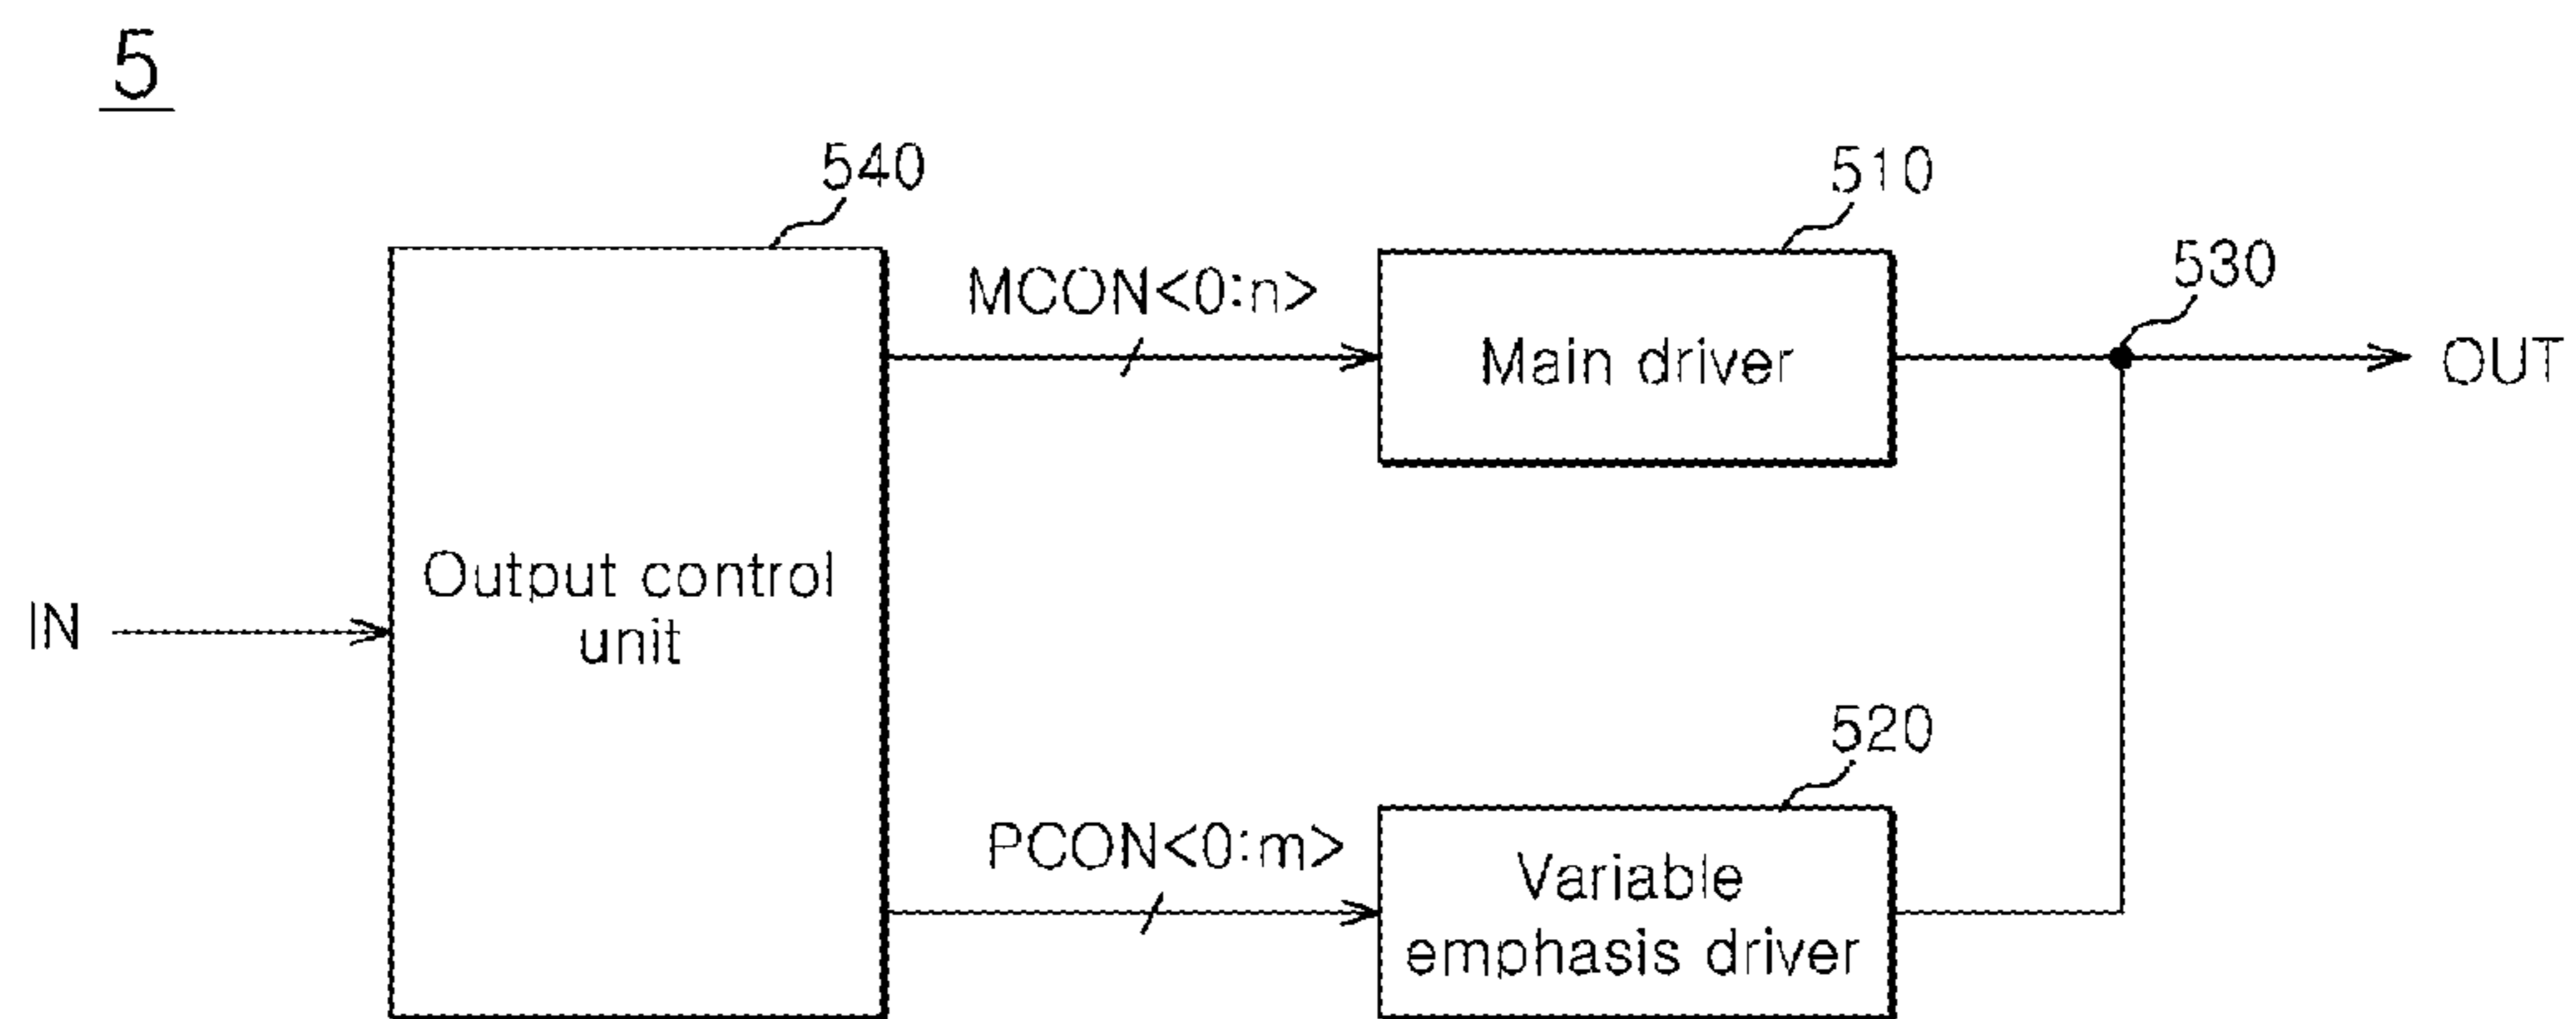 5
540
510
530
MCON<0:n>
Main driver
OUT
Output control
unit
IN
520
PCON<0:m>
Variable
emphasis driver